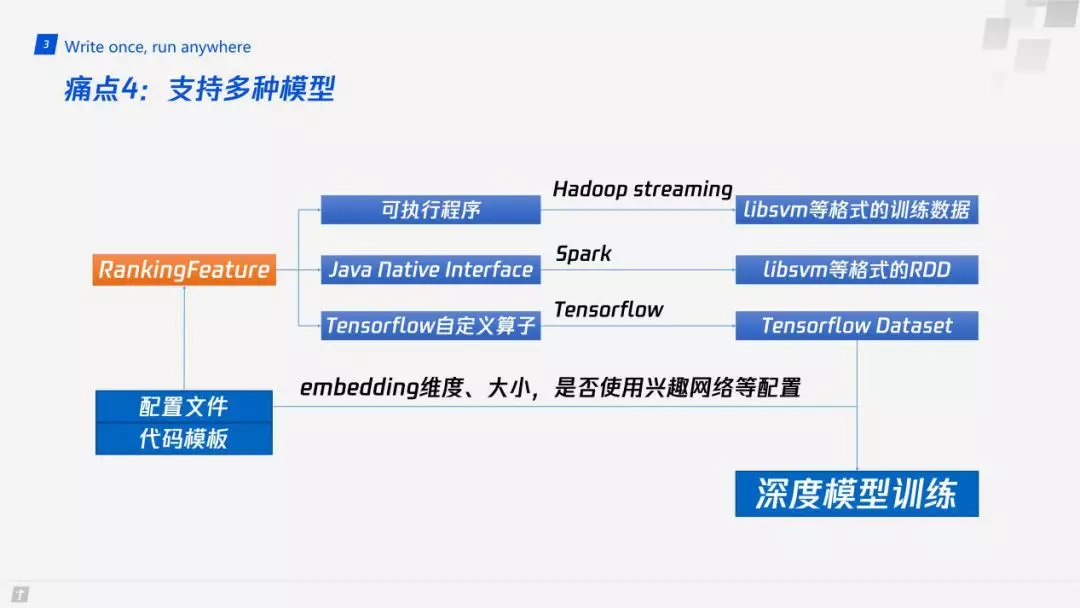 3 Write once, run anywhere
痛点4：支持多种模型
可执行程序
Hadoop streaming
libsvm等格式的训练数据
RankingFeature
Java Native Interface
Spark
libsvm等格式的RDD
Tensorflow自定义算子
Tensorflow
Tensorflow Dataset
embedding维度、大小，是否使用兴趣网络等配置
配置文件
代码模板
深度模型训练